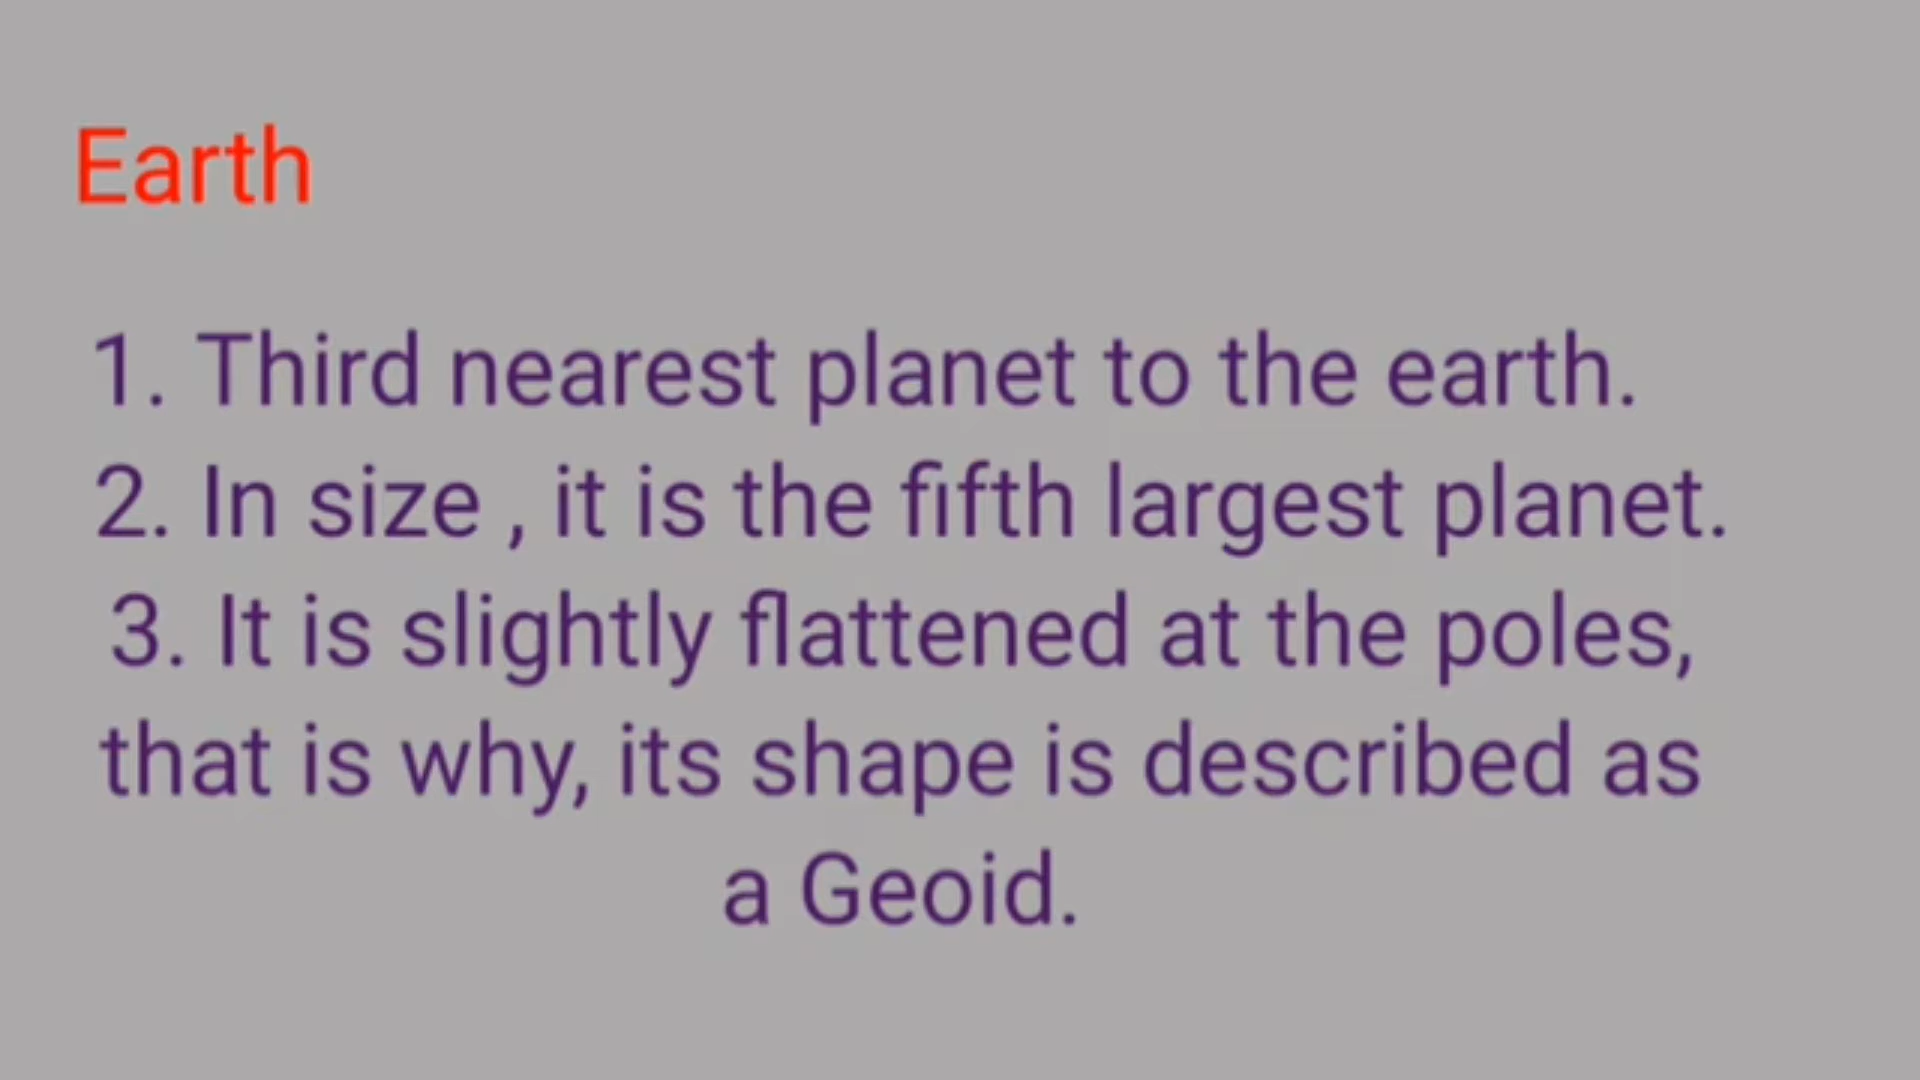 Earth
1. Third nearest planet to the earth.
2. In size , it is the fifth largest planet.
3. It is slightly flattened at the poles,
that is why, its shape is described as
a Geoid.